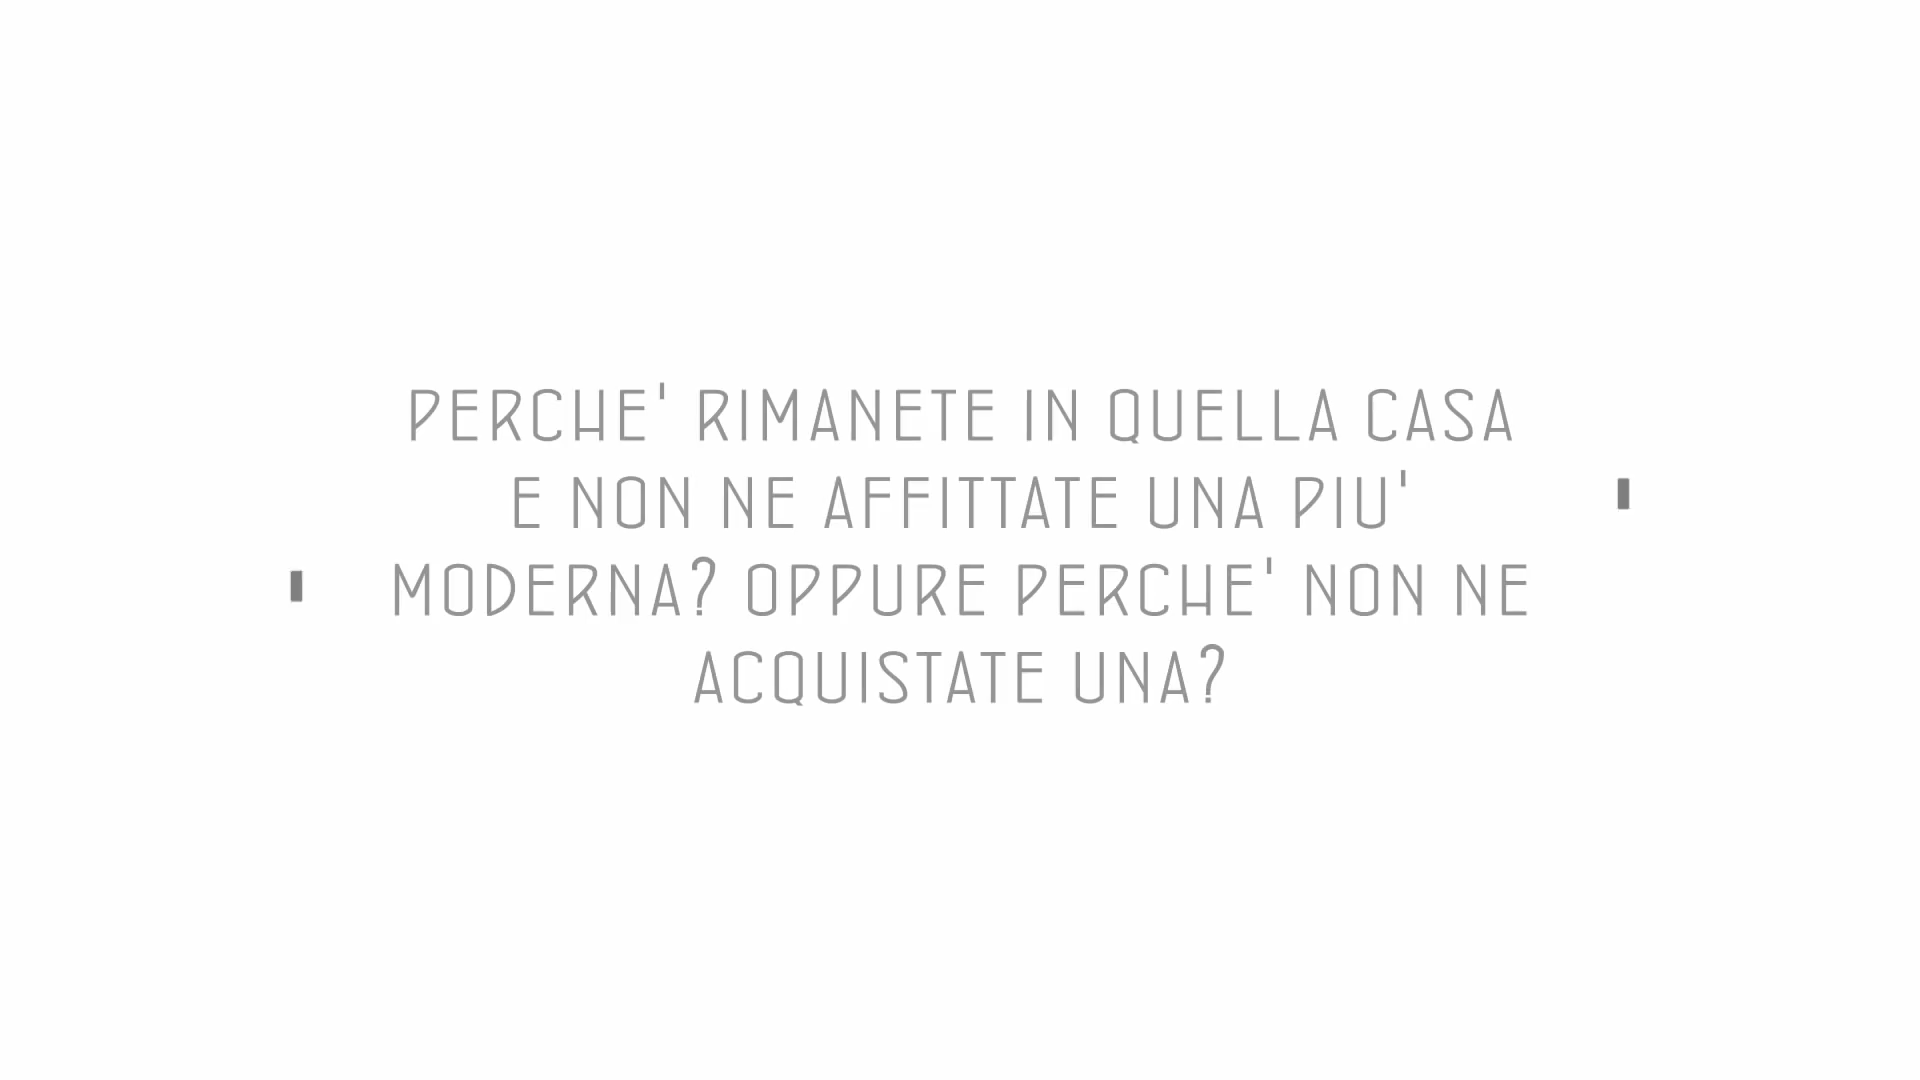 PERCHE' RIMANETE IN QUELLA CASA
E NON NE AFFITTATE UNA PIU'
MODERNA? OPPURE PERCHE' NON NE
ACQUISTATE UNA?